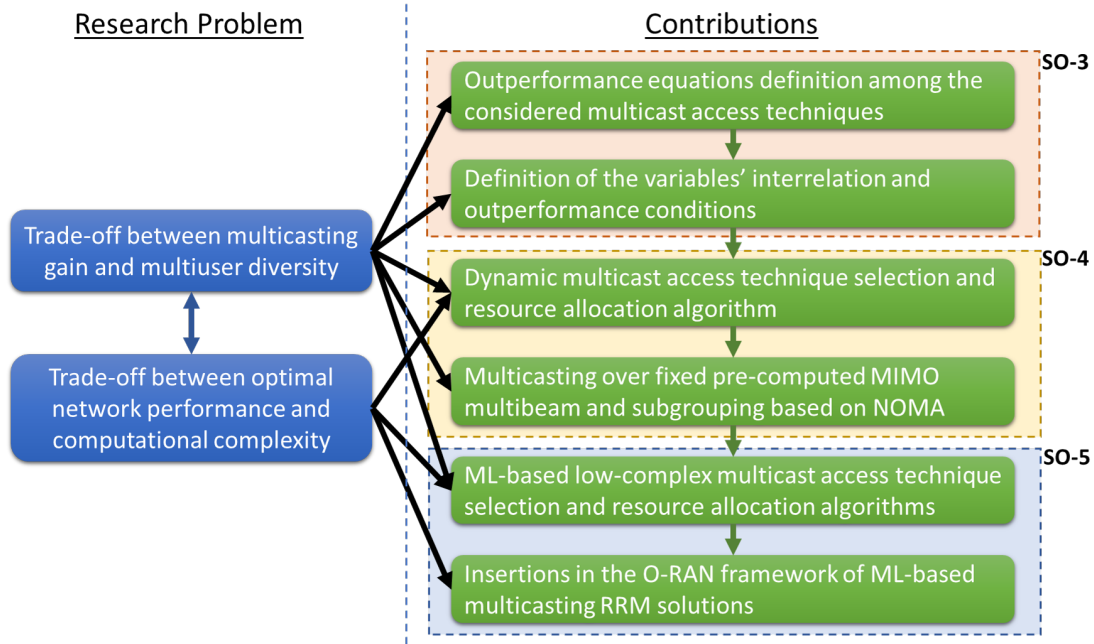 Research Problem
Contributions
SO-3
Outperformance equations definition among the
considered multicast access techniques
Definition of the variables' interrelation and
outperformance conditions
Trade-off between multicasting
gain and multiuser diversity
SO-4
Dynamic multicast access technique selection and
resource allocation algorithm
Trade-off between optimal
network performance and
computational complexity
Multicasting over fixed pre-computed MIMO
multibeam and subgrouping based on NOMA
SO-5
ML-based low-complex multicast access technique
selection and resource allocation algorithms
Insertions in the O-RAN framework of ML-based
multicasting RRM solutions